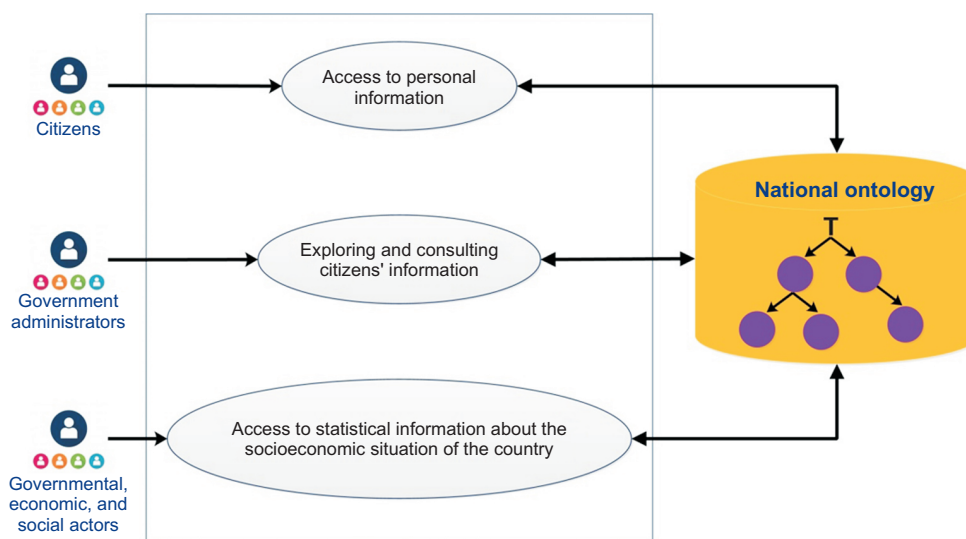 Citizens
Access to personal
information
National ontology
T
Government
administrators
Exploring and consulting
citizens' information
Governmental,
economic, and
social actors
Access to statistical information about the
socioeconomic situation of the country